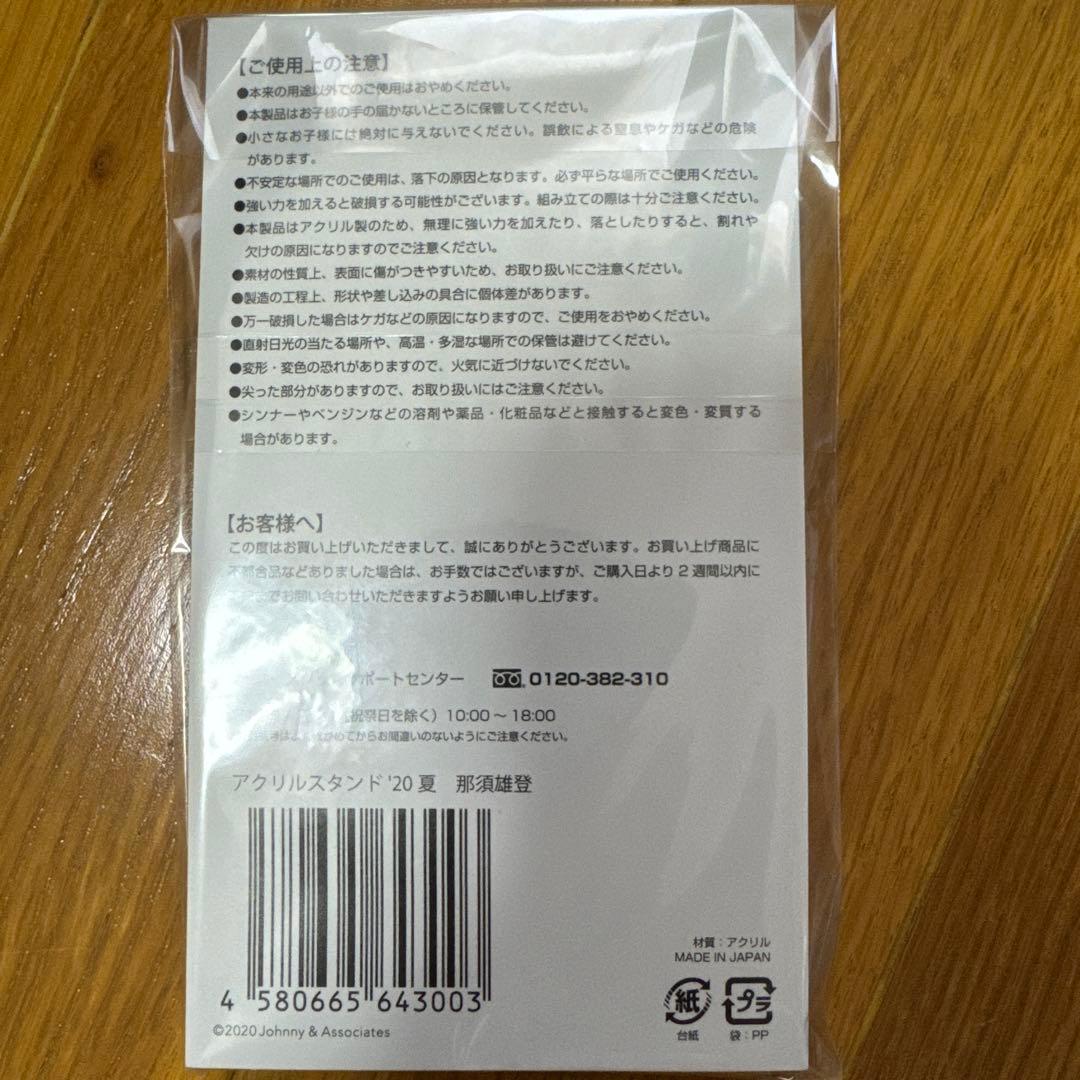 【ご使用上の注意】
●本来の用途以外でのご使用はおやめください。
●本製品はお子様の手の届かないところに保管してください。
●小さなお子様には絶対に与えないでください。誤飲による窒息やケガなどの危険
があります。
●不安定な場所でのご使用は、落下の原因となります。必ず平らな場所でご使用ください。
●強い力を加えると破損する可能性がございます。組み立ての際は十分ご注意ください。
●本製品はアクリル製のため、無理に強い力を加えたり、落としたりすると、割れや
欠けの原因になりますのでご注意ください。
●素材の性質上、表面に傷がつきやすいため、お取り扱いにご注意ください。
●製造の工程上、形状や差し込みの具合に個体差があります。
●万一破損した場合はケガなどの原因になりますので、ご使用をおやめください。
●直射日光の当たる場所や、高温・多湿な場所での保管は避けてください。
●変形・変色の恐れがありますので、火気に近づけないでください。
●尖った部分がありますので、お取り扱いにはご注意ください。
●シンナーやベンジンなどの溶剤や薬品・化粧品などと接触すると変色・変質する
場合があります。
【お客様へ】
この度はお買い上げいただきまして、誠にありがとうございます。お買い上げ商品に
不都合品などありました場合は、お手数ではございますが、ご購入日より2週間以内に
でお問い合わせいただきますようお願い申し上げます。
ポートセンター 0120-382-310
祝祭日を除く）10:00～18:00
めてからお間違いのないようにご注意ください。
アクリルスタンド '20 夏 那須雄登
4 580665 643003
©2020 Johnny & Associates
材質：アクリル
MADE IN JAPAN
紙 プラ
台紙 袋：PP